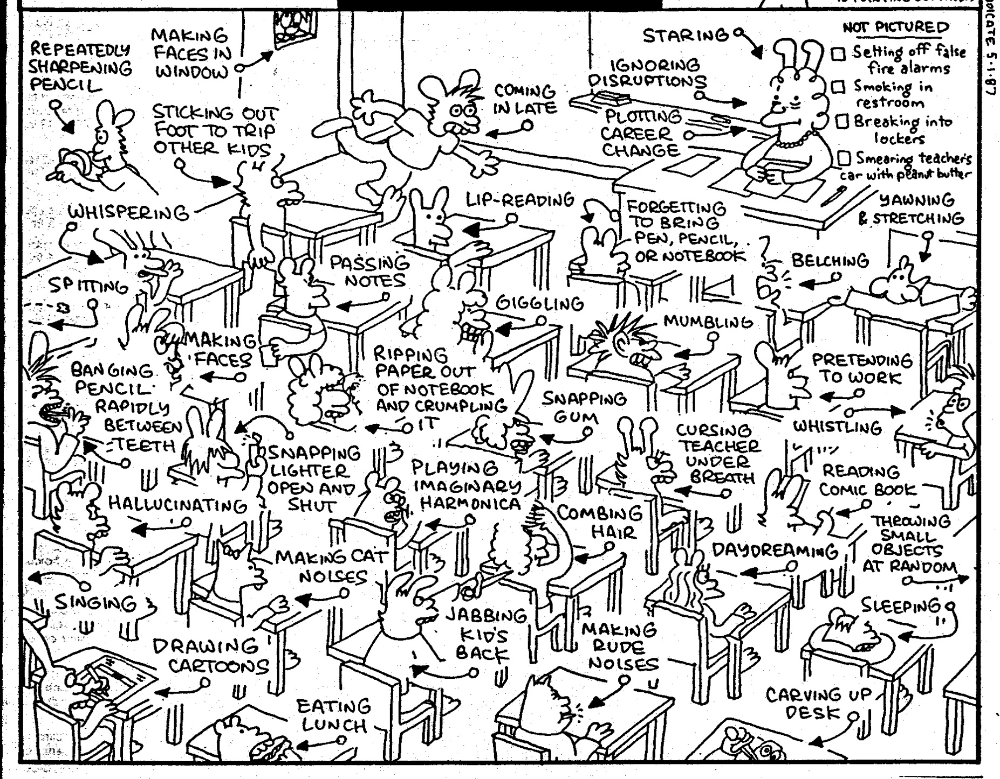 REPEATEDLY
SHARPENING
PENCIL
MAKING
FACES IN
WINDOW
STICKING OUT
FOOT TO TRIP
OTHER KIDS
COMING
IN LATE
STARING
IGNORING
DISRUPTIONS
PLOTTING
CAREER
CHANGE
NOT PICTURED
Setting off false
fire alarms
Smoking in
restroom
Breaking into
lockers
Smearing teacher's
car with peanut butter
5·1·87
WHISPERING
LIP-READING
FORGETTING
TO BRING
PEN, PENCIL,
OR NOTEBOOK
YAWNING
& STRETCHING
SPITTING
PASSING
NOTES
GIGGLING
BELCHING
MUMBLING
MAKING
FACES
BANGING
PENCIL
RAPIDLY
BETWEEN
TEETH
RIPPING
PAPER OUT
OF NOTEBOOK
AND CRUMPLING
IT
SNAPPING
GUM
PRETENDING
TO WORK
WHISTLING
SNAPPING
LIGHTER
OPEN AND
SHUT
PLAYING
IMAGINARY
HARMONICA
CURSING
TEACHER
UNDER
BREATH
READING
COMIC BOOK
HALLUCINATING
COMBING
HAIR
THROWING
SMALL
OBJECTS
AT RANDOM
MAKING CAT
NOISES
DAYDREAMING
SINGING
SLEEPING
JABBING
KID'S
BACK
MAKING
RUDE
NOISES
DRAWING
CARTOONS
EATING
LUNCH
CARVING UP
DESK